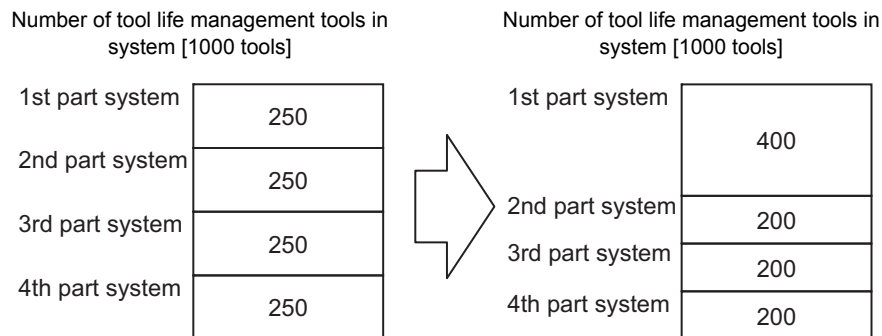 Number of tool life management tools in
system [1000 tools]
1st part system
250
2nd part system
250
3rd part system
250
4th part system
250
Number of tool life management tools in
system [1000 tools]
1st part system
400
2nd part system
200
3rd part system
200
4th part system
200